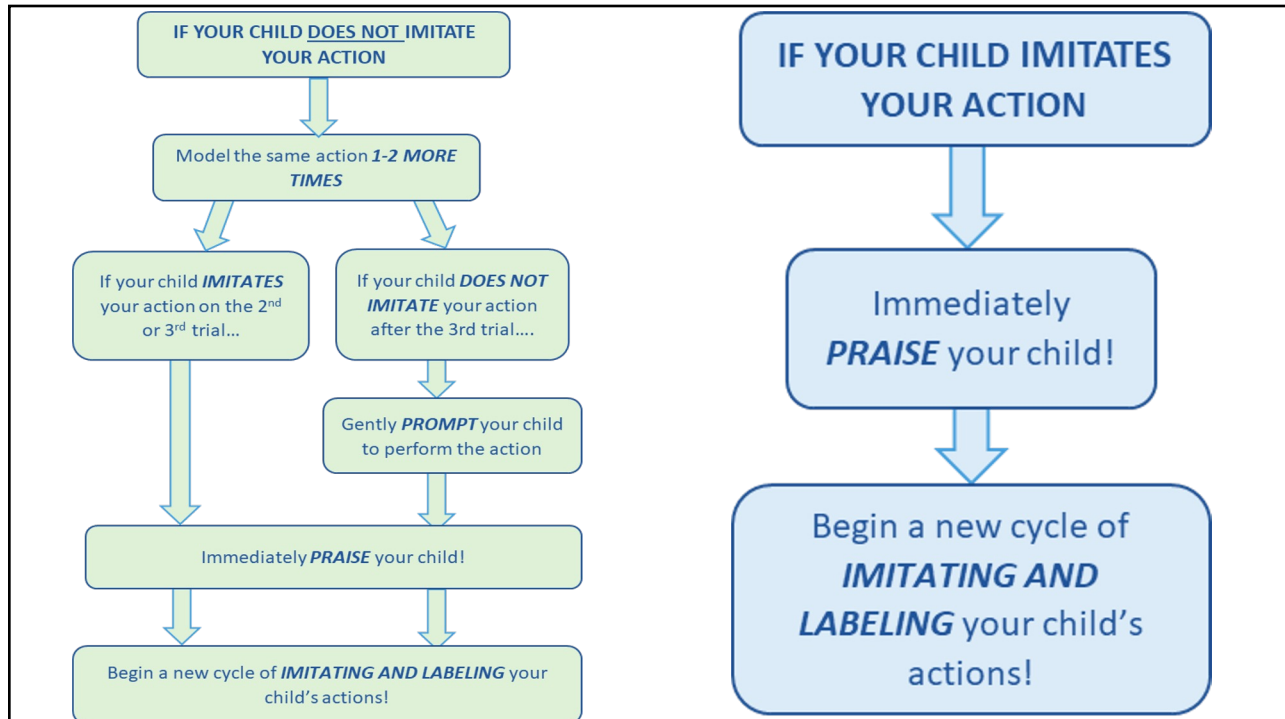 IF YOUR CHILD DOES NOT IMITATE
YOUR ACTION
Model the same action 1-2 MORE
TIMES
If your child IMITATES
your action on the 2nd
or 3rd trial...
If your child DOES NOT
IMITATE your action
after the 3rd trial....
Gently PROMPT your child
to perform the action
Immediately PRAISE your child!
Begin a new cycle of IMITATING AND LABELING your
child's actions!
IF YOUR CHILD IMITATES
YOUR ACTION
Immediately
PRAISE your child!
Begin a new cycle of
IMITATING AND
LABELING your child's
actions!